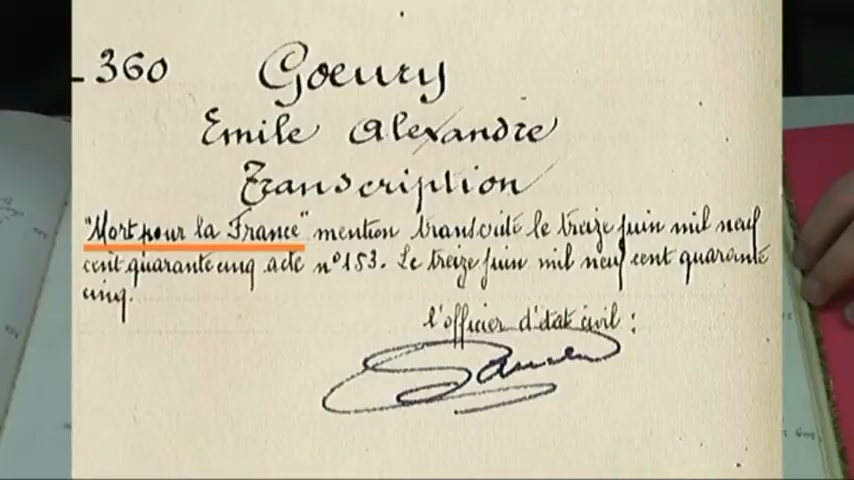 360 Goeury
Emile Alexandre
Transcription
"Mort pour la France" mention transcrite le treize juin mil neuf
cent quarante cinq acte n° 153. Le treize juin mil neuf cent quarante
cinq.
l'officier d'état civil :